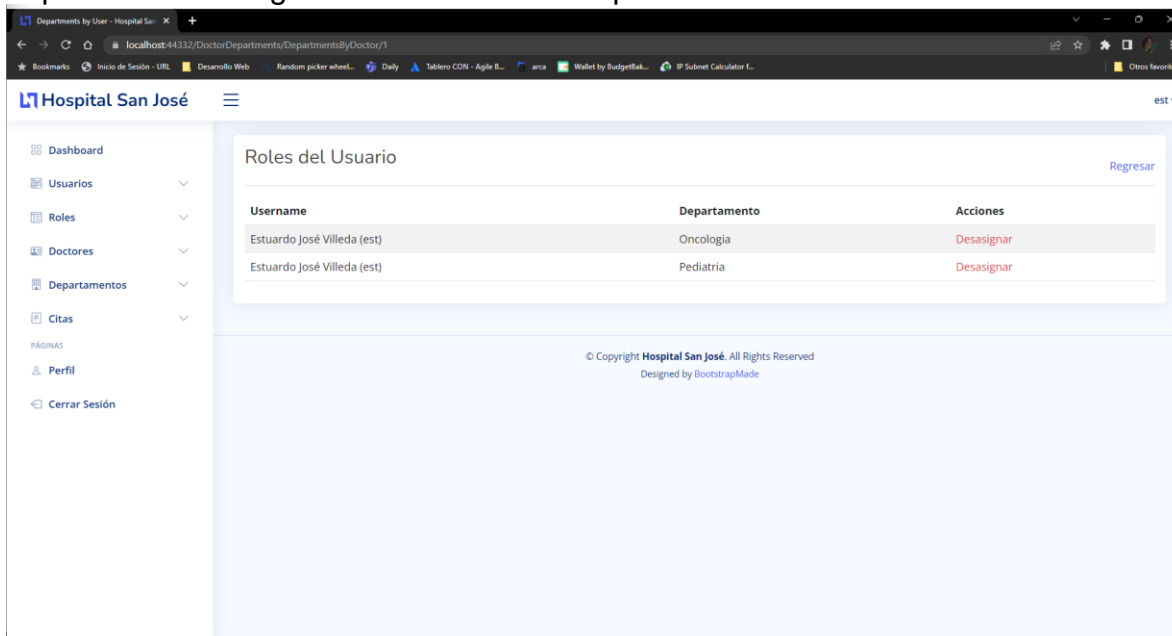 Departments by User - Hospital San
localhost:44332/DoctorDepartments/DepartmentsByDoctor/1
Bookmarks Inicio de Sesión - URL Desarrollo Web Random picker wheel... Daily Tablero CON - Agile B... arca Wallet by BudgetBak... IP Subnet Calculator f... Otros favorit
Hospital San José est
Dashboard
Usuarios
Roles
Doctores
Departamentos
Citas
PÁGINAS
Perfil
Cerrar Sesión
Roles del Usuario
Regresar
Username Departamento Acciones
Estuardo José Villeda (est) Oncologia Desasignar
Estuardo José Villeda (est) Pediatria Desasignar
© Copyright Hospital San José. All Rights Reserved
Designed by BootstrapMade